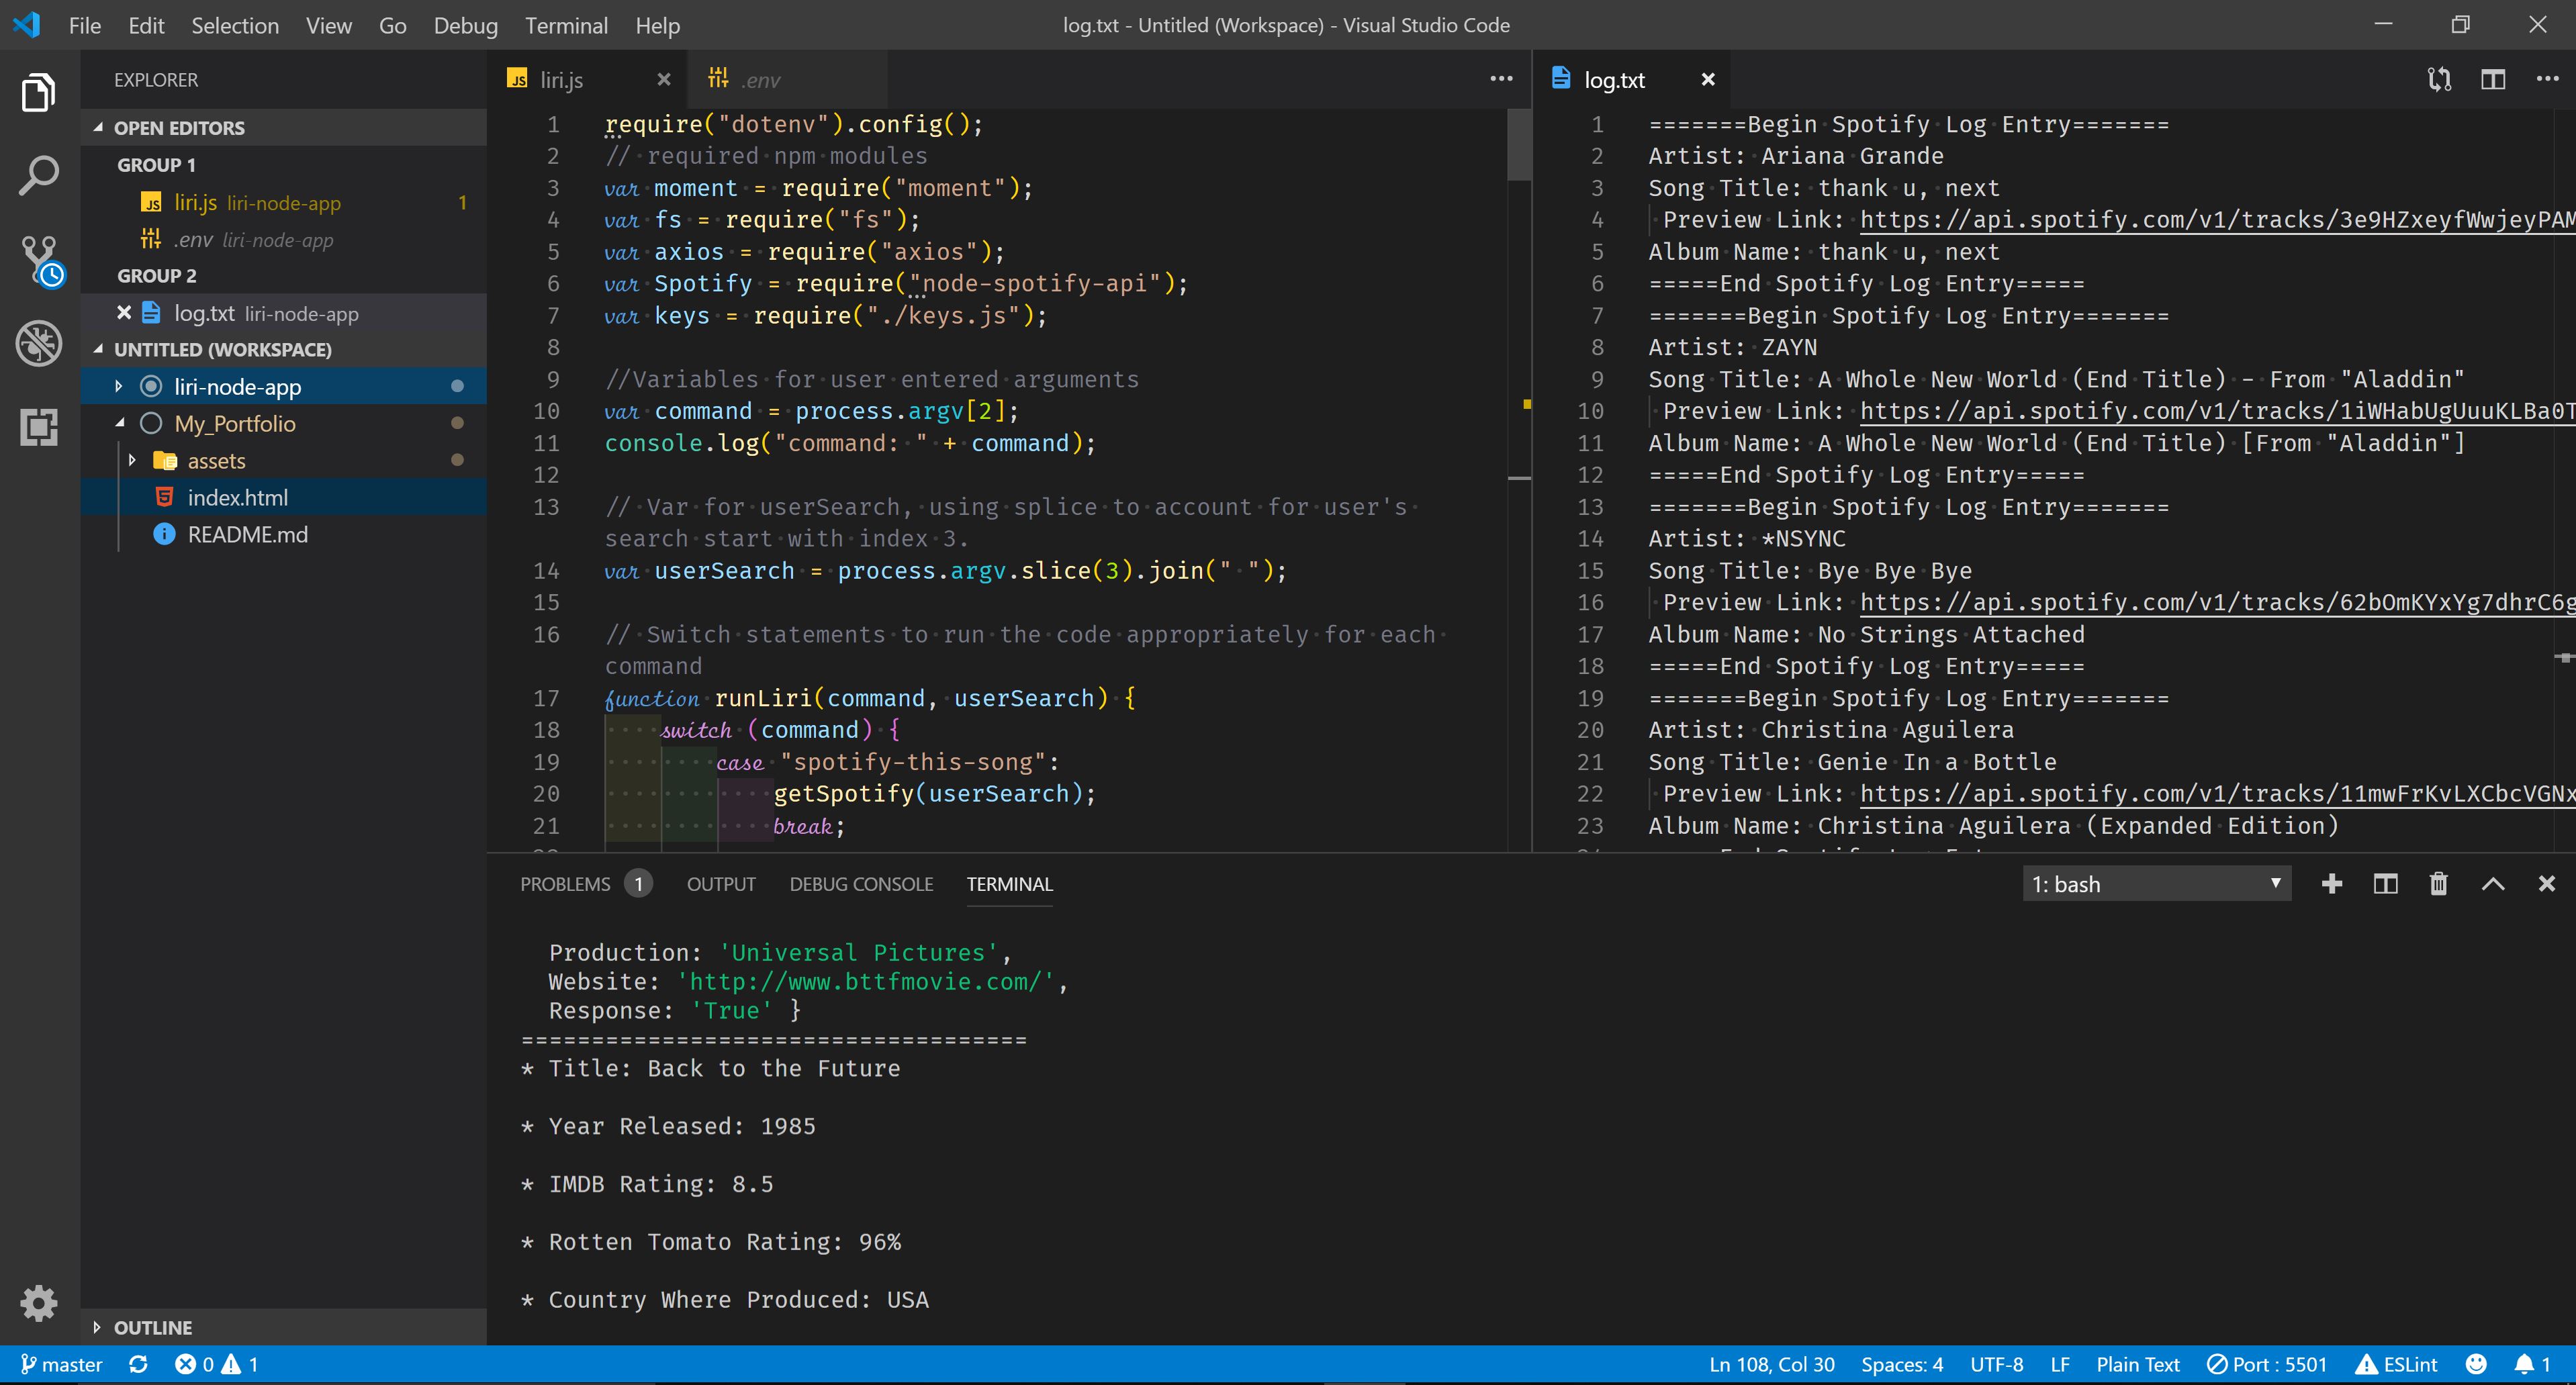 File Edit Selection View Go Debug Terminal Help
log.txt - Untitled (Workspace) - Visual Studio Code
EXPLORER
OPEN EDITORS
GROUP 1
JS liri.js liri-node-app 1
.env liri-node-app
GROUP 2
log.txt liri-node-app
UNTITLED (WORKSPACE)
liri-node-app
My_Portfolio
assets
index.html
README.md
OUTLINE
JS liri.js
.env
1 require("dotenv").config();
2 // required npm modules
3 var moment = require("moment");
4 var fs = require("fs");
5 var axios = require("axios");
6 var Spotify = require("node-spotify-api");
7 var keys = require("./keys.js");
8
9 //Variables for user entered arguments
10 var command = process.argv[2];
11 console.log("command: " + command);
12
13 // Var for userSearch, using splice to account for user's
search start with index 3.
14 var userSearch = process.argv.slice(3).join(" ");
15
16 // Switch statements to run the code appropriately for each
command
17 function runLiri(command, userSearch) {
18 switch (command) {
19 case "spotify-this-song":
20 getSpotify(userSearch);
21 break;
log.txt
1 =======Begin Spotify Log Entry=======
2 Artist: Ariana Grande
3 Song Title: thank u, next
4 Preview Link: https://api.spotify.com/v1/tracks/3e9HZxeyfWwjeyPAM
5 Album Name: thank u, next
6 =====End Spotify Log Entry=====
7 =======Begin Spotify Log Entry=======
8 Artist: ZAYN
9 Song Title: A Whole New World (End Title) - From "Aladdin"
10 Preview Link: https://api.spotify.com/v1/tracks/1iWHabUgUuuKLBa0T
11 Album Name: A Whole New World (End Title) [From "Aladdin"]
12 =====End Spotify Log Entry=====
13 =======Begin Spotify Log Entry=======
14 Artist: *NSYNC
15 Song Title: Bye Bye Bye
16 Preview Link: https://api.spotify.com/v1/tracks/62bOmKYxYg7dhrC6g
17 Album Name: No Strings Attached
18 =====End Spotify Log Entry=====
19 =======Begin Spotify Log Entry=======
20 Artist: Christina Aguilera
21 Song Title: Genie In a Bottle
22 Preview Link: https://api.spotify.com/v1/tracks/11mwFrKvLXCbcVGNx
23 Album Name: Christina Aguilera (Expanded Edition)
PROBLEMS 1 OUTPUT DEBUG CONSOLE TERMINAL
1: bash
Production: 'Universal Pictures',
Website: 'http://www.bttfmovie.com/',
Response: 'True' }
====================================
* Title: Back to the Future
* Year Released: 1985
* IMDB Rating: 8.5
* Rotten Tomato Rating: 96%
* Country Where Produced: USA
master 0 1
Ln 108, Col 30 Spaces: 4 UTF-8 LF Plain Text Port : 5501 ESLint 1